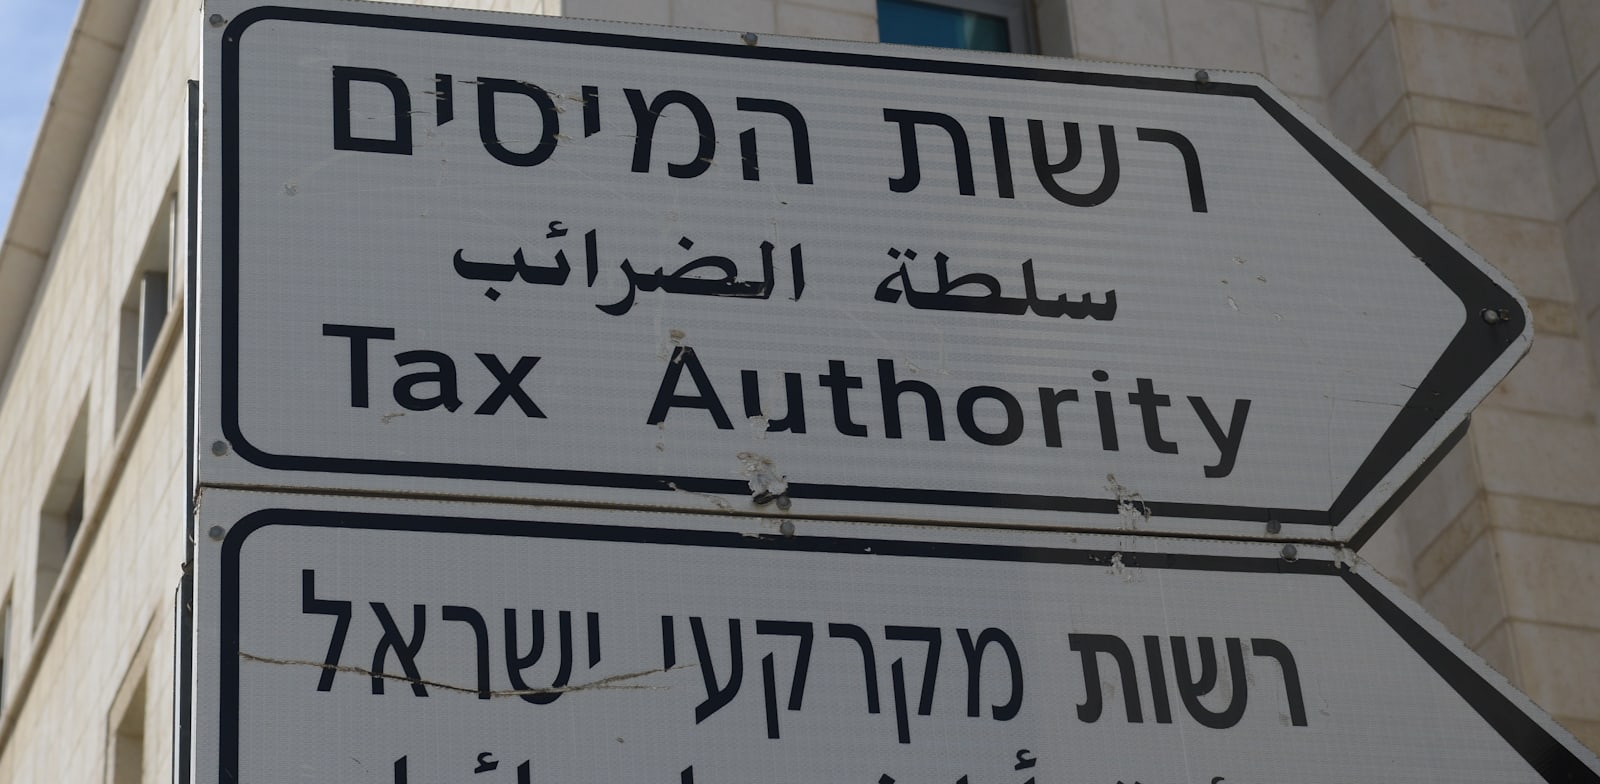 רשות המיסים
سلطة الضرائب
Tax Authority
רשות מקרקעי ישראל